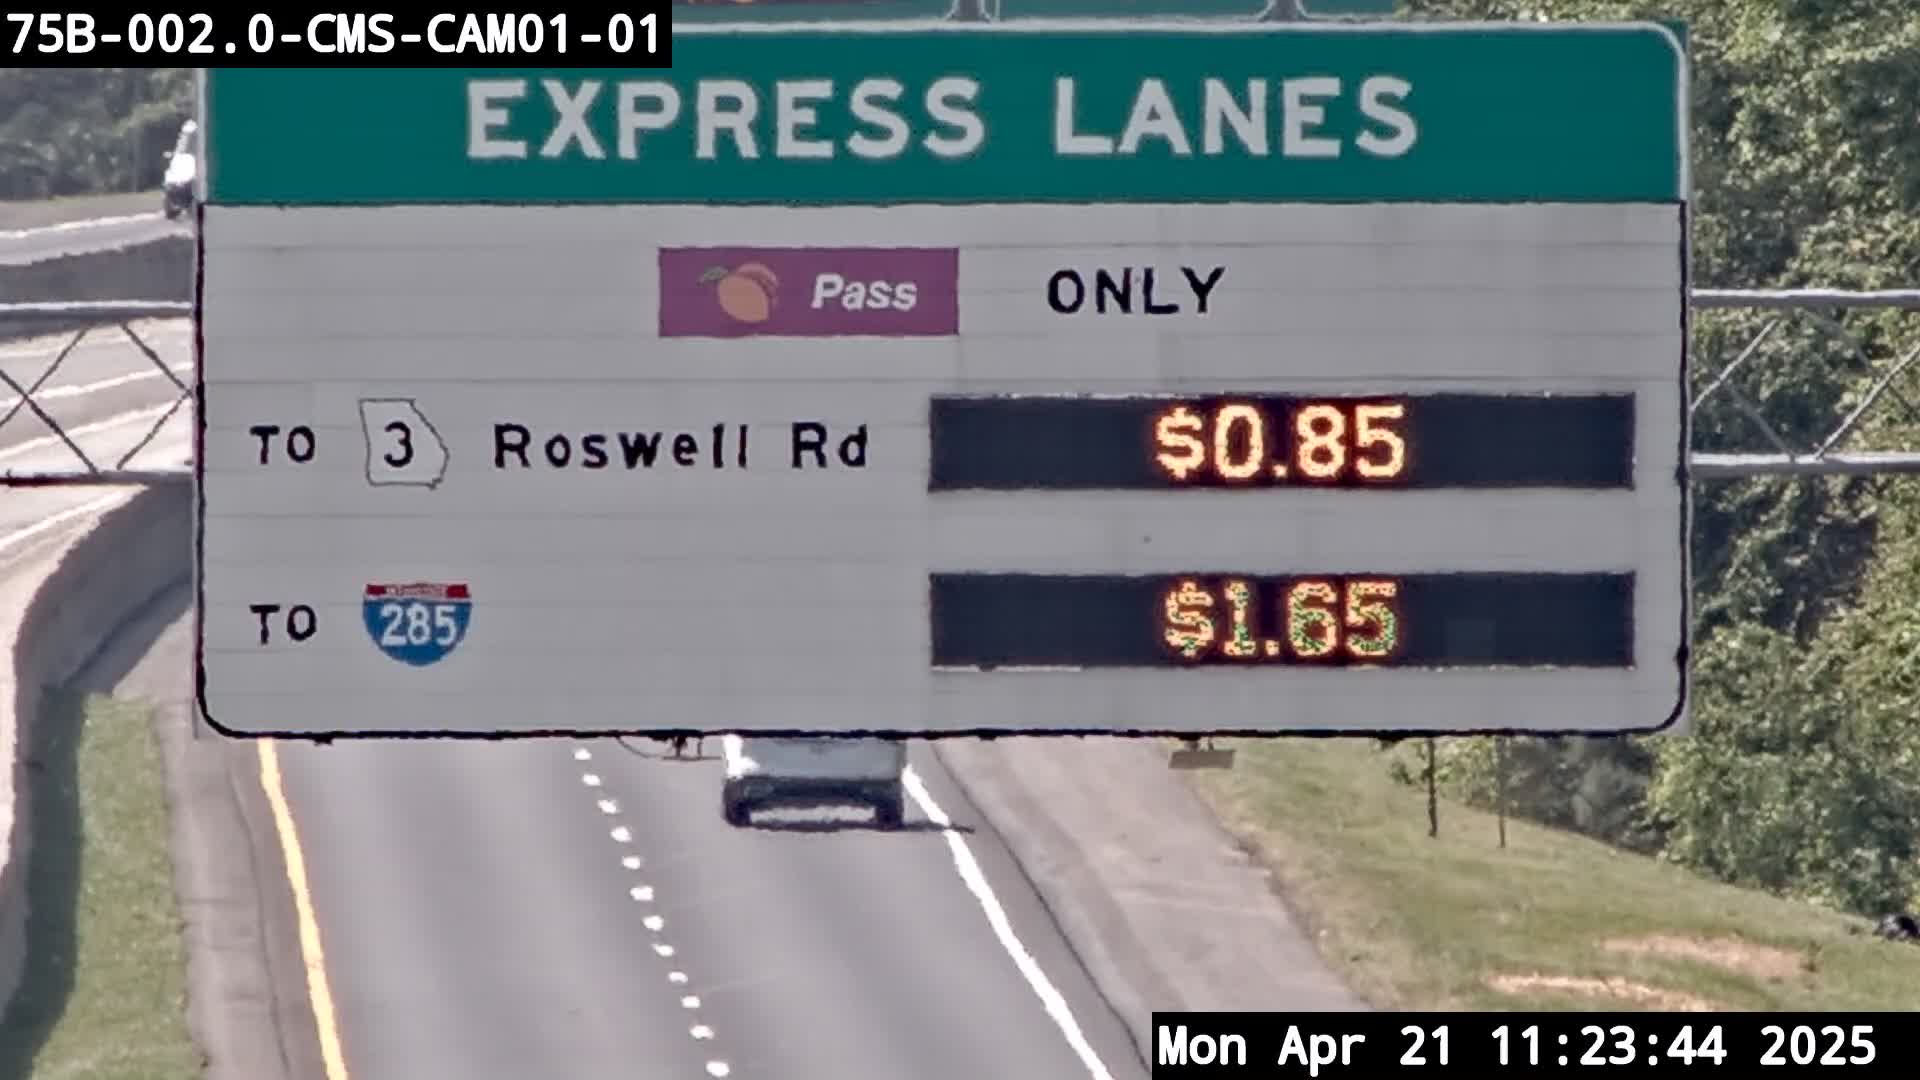 75B-002.0-CMS-CAM01-01
EXPRESS LANES
Pass ONLY
TO 3 Roswell Rd $0.85
TO 285 $1.65
Mon Apr 21 11:23:44 2025